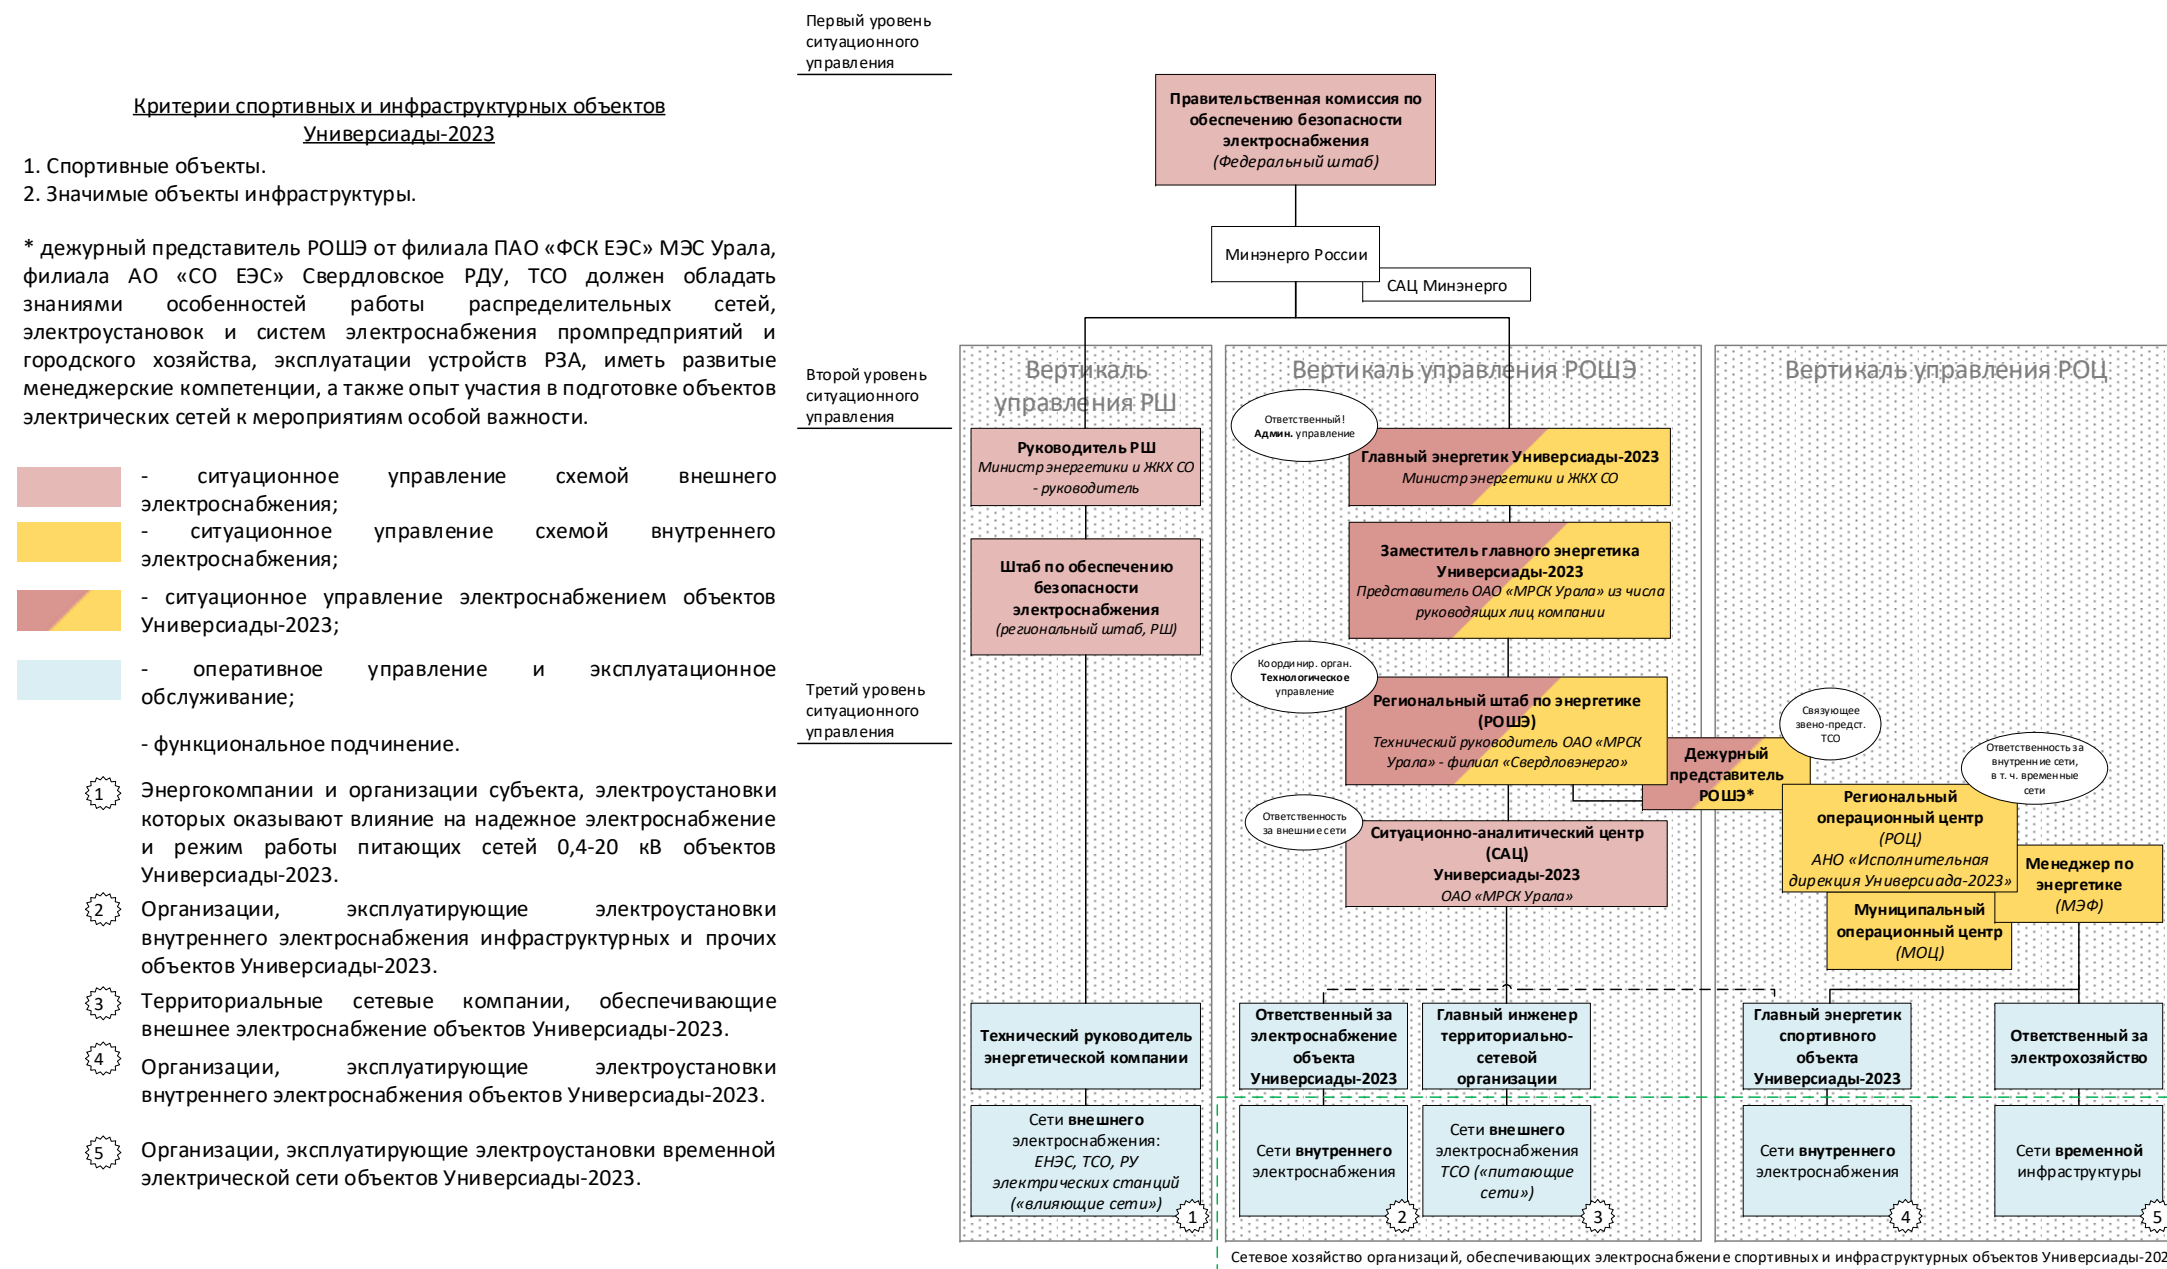 Критерии спортивных и инфраструктурных объектов
Универсиады-2023
1. Спортивные объекты.
2. Значимые объекты инфраструктуры.
* дежурный представитель РОШЭ от филиала ПАО «ФСК ЕЭС» МЭС Урала,
филиала АО «СО ЕЭС» Свердловское РДУ, ТСО должен обладать
знаниями особенностей работы распределительных сетей,
электроустановок и систем электроснабжения промпредприятий и
городского хозяйства, эксплуатации устройств РЗА, иметь развитые
менеджерские компетенции, а также опыт участия в подготовке объектов
электрических сетей к мероприятиям особой важности.
- ситуационное управление схемой внешнего
электроснабжения;
- ситуационное управление схемой внутреннего
электроснабжения;
- ситуационное управление электроснабжением объектов
Универсиады-2023;
- оперативное управление и эксплуатационное
обслуживание;
- функциональное подчинение.
1 Энергокомпании и организации субъекта, электроустановки
которых оказывают влияние на надежное электроснабжение
и режим работы питающих сетей 0,4-20 кВ объектов
Универсиады-2023.
2 Организации, эксплуатирующие электроустановки
внутреннего электроснабжения инфраструктурных и прочих
объектов Универсиады-2023.
3 Территориальные сетевые компании, обеспечивающие
внешнее электроснабжение объектов Универсиады-2023.
4 Организации, эксплуатирующие электроустановки
внутреннего электроснабжения объектов Универсиады-2023.
5 Организации, эксплуатирующие электроустановки временной
электрической сети объектов Универсиады-2023.
Первый уровень
ситуационного
управления
Правительственная комиссия по
обеспечению безопасности
электроснабжения
(Федеральный штаб)
Минэнерго России
САЦ Минэнерго
Второй уровень
ситуационного
управления
Третий уровень
ситуационного
управления
Вертикаль
управления РШ
Руководитель РШ
Министр энергетики и ЖКХ СО
- руководитель
Штаб по обеспечению
безопасности
электроснабжения
(региональный штаб, РШ)
Технический руководитель
энергетической компании
Сети внешнего
электроснабжения:
ЕНЭС, ТСО, РУ
электрических станций
(«влияющие сети»)
1
Вертикаль управления РОШЭ
Ответственный!
Админ. управление
Главный энергетик Универсиады-2023
Министр энергетики и ЖКХ СО
Заместитель главного энергетика
Универсиады-2023
Представитель ОАО «МРСК Урала» из числа
руководящих лиц компании
Координир. орган.
Технологическое
управление
Региональный штаб по энергетике
(РОШЭ)
Технический руководитель ОАО «МРСК
Урала» - филиал «Свердловэнерго»
Дежурный
представитель
РОШЭ*
Ответственность
за внешние сети
Ситуационно-аналитический центр
(САЦ)
Универсиады-2023
ОАО «МРСК Урала»
Ответственный за
электроснабжение
объекта
Универсиады-2023
Главный инженер
территориально-
сетевой
организации
Сети внутреннего
электроснабжения
2
Сети внешнего
электроснабжения
ТСО («питающие
сети»)
3
Вертикаль управления РОЦ
Связующее
звено-предст.
ТСО
Ответственность за
внутренние сети,
в т. ч. временные
сети
Региональный
операционный центр
(РОЦ)
АНО «Исполнительная
дирекция Универсиада-2023»
Менеджер по
энергетике
(МЭФ)
Муниципальный
операционный центр
(МОЦ)
Главный энергетик
спортивного
объекта
Универсиады-2023
Ответственный за
электрохозяйство
Сети внутреннего
электроснабжения
4
Сети временной
инфраструктуры
5
Сетевое хозяйство организаций, обеспечивающих электроснабжение спортивных и инфраструктурных объектов Универсиады-202